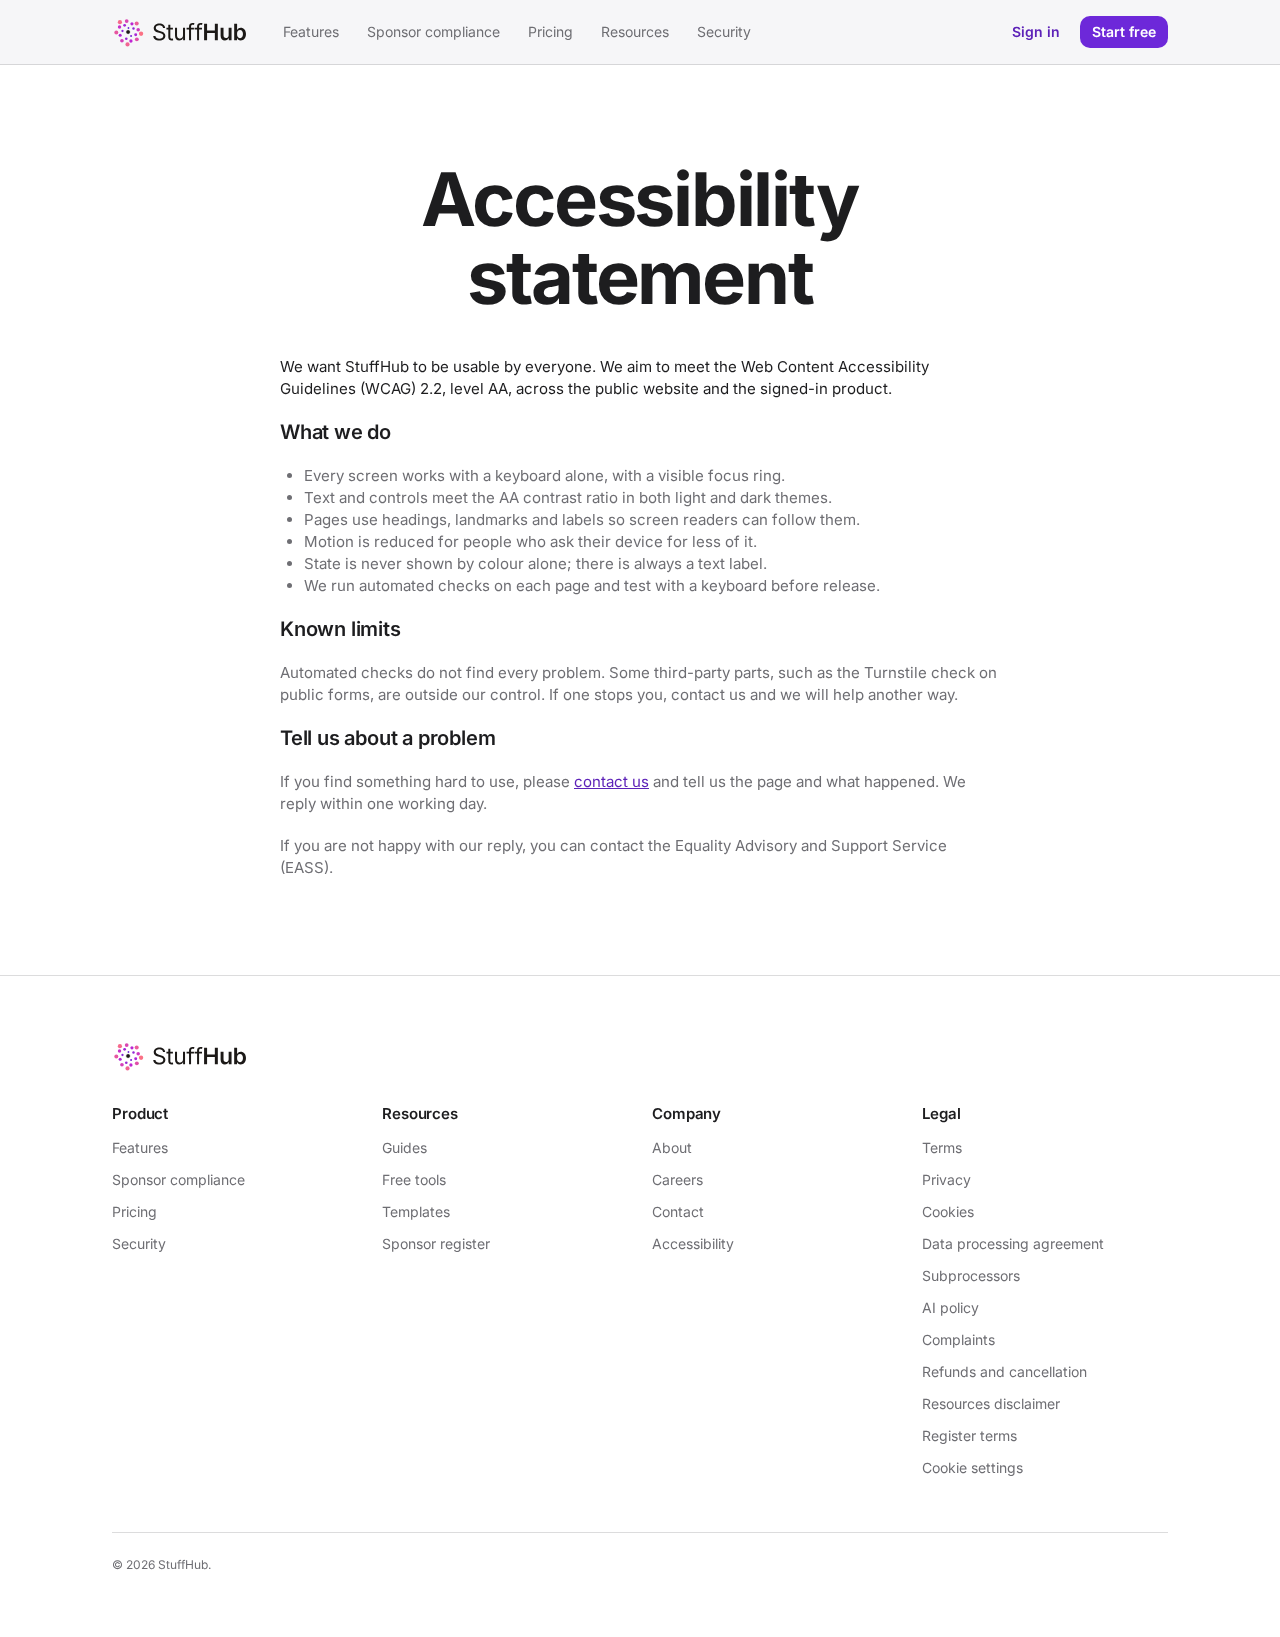 StuffHub
Features
Sponsor compliance
Pricing
Resources
Security
Sign in
Start free
Accessibility
statement
We want StuffHub to be usable by everyone. We aim to meet the Web Content Accessibility
Guidelines (WCAG) 2.2, level AA, across the public website and the signed-in product.
What we do
• Every screen works with a keyboard alone, with a visible focus ring.
• Text and controls meet the AA contrast ratio in both light and dark themes.
• Pages use headings, landmarks and labels so screen readers can follow them.
• Motion is reduced for people who ask their device for less of it.
• State is never shown by colour alone; there is always a text label.
• We run automated checks on each page and test with a keyboard before release.
Known limits
Automated checks do not find every problem. Some third-party parts, such as the Turnstile check on
public forms, are outside our control. If one stops you, contact us and we will help another way.
Tell us about a problem
If you find something hard to use, please contact us and tell us the page and what happened. We
reply within one working day.
If you are not happy with our reply, you can contact the Equality Advisory and Support Service
(EASS).
StuffHub
Product
Features
Sponsor compliance
Pricing
Security
Resources
Guides
Free tools
Templates
Sponsor register
Company
About
Careers
Contact
Accessibility
Legal
Terms
Privacy
Cookies
Data processing agreement
Subprocessors
AI policy
Complaints
Refunds and cancellation
Resources disclaimer
Register terms
Cookie settings
© 2026 StuffHub.